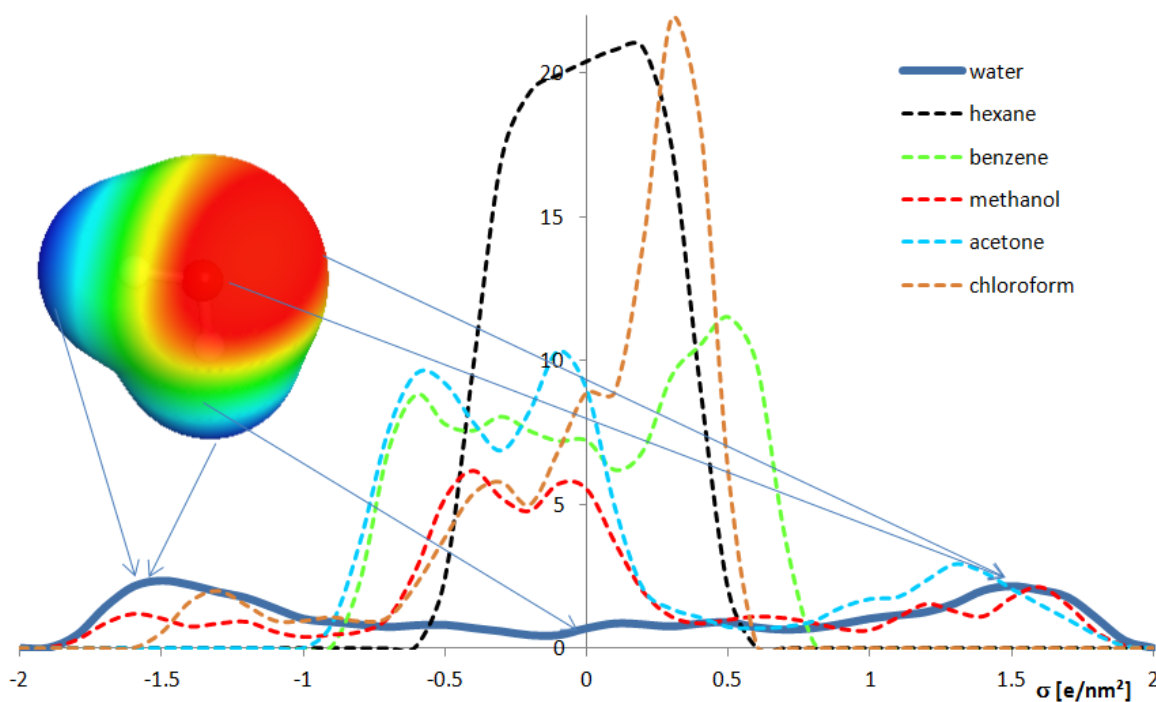 20
water
hexane
benzene
15
methanol
acetone
chloroform
10
5
0
-2
-1.5
-1
-0.5
0
0.5
1
1.5
2
σ [e/nm²]